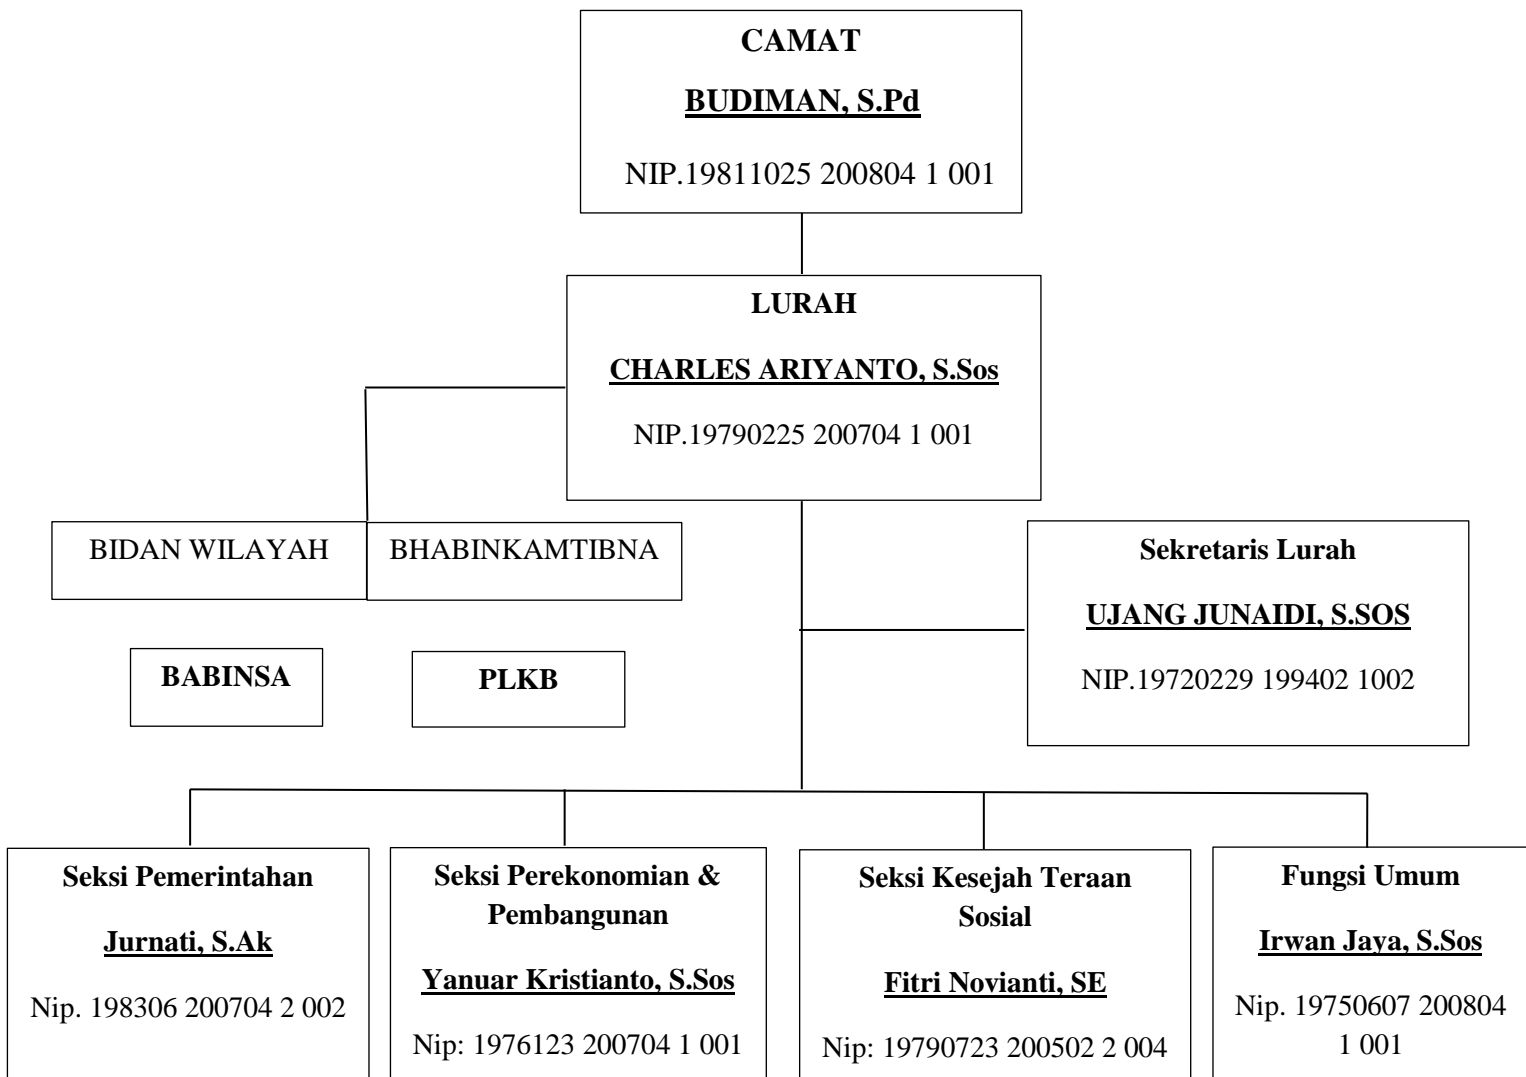 CAMAT
BUDIMAN, S.Pd
NIP.19811025 200804 1 001
LURAH
CHARLES ARIYANTO, S.Sos
NIP.19790225 200704 1 001
BIDAN WILAYAH
BHABINKAMTIBNA
BABINSA
PLKB
Sekretaris Lurah
UJANG JUNAIDI, S.SOS
NIP.19720229 199402 1002
Seksi Pemerintahan
Jurnati, S.Ak
Nip. 198306 200704 2 002
Seksi Perekonomian &
Pembangunan
Yanuar Kristianto, S.Sos
Nip: 1976123 200704 1 001
Seksi Kesejah Teraan
Sosial
Fitri Novianti, SE
Nip: 19790723 200502 2 004
Fungsi Umum
Irwan Jaya, S.Sos
Nip. 19750607 200804
1 001